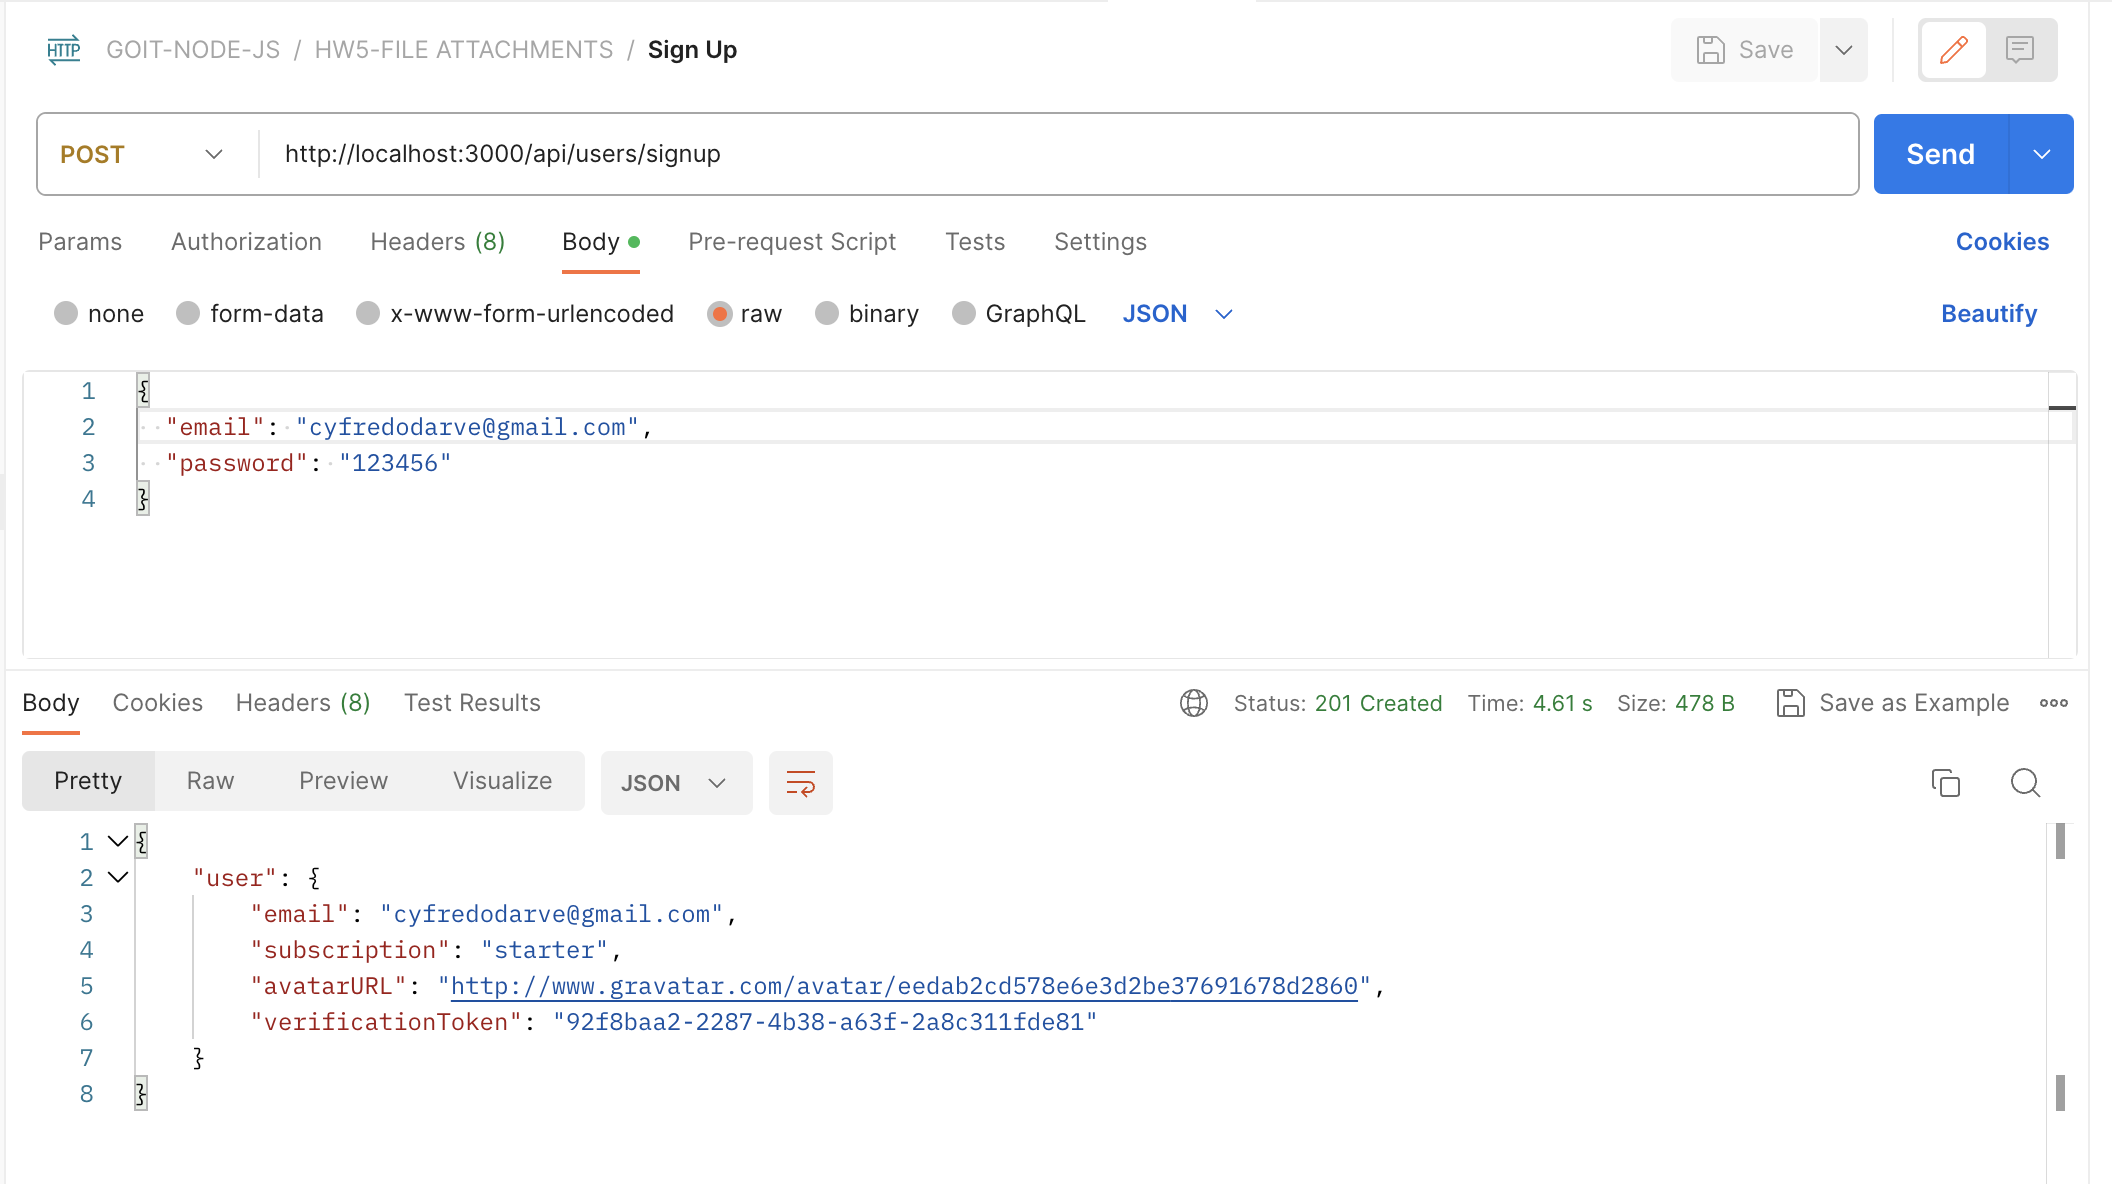 HTTP GOIT-NODE-JS / HW5-FILE ATTACHMENTS / Sign Up Save
POST http://localhost:3000/api/users/signup Send
Params Authorization Headers (8) Body Pre-request Script Tests Settings Cookies
none form-data x-www-form-urlencoded raw binary GraphQL JSON Beautify
1 {
2 "email": "cyfredodarve@gmail.com",
3 "password": "123456"
4 }
Body Cookies Headers (8) Test Results Status: 201 Created Time: 4.61 s Size: 478 B Save as Example
Pretty Raw Preview Visualize JSON
1 {
2 "user": {
3 "email": "cyfredodarve@gmail.com",
4 "subscription": "starter",
5 "avatarURL": "http://www.gravatar.com/avatar/eedab2cd578e6e3d2be37691678d2860",
6 "verificationToken": "92f8baa2-2287-4b38-a63f-2a8c311fde81"
7 }
8 }